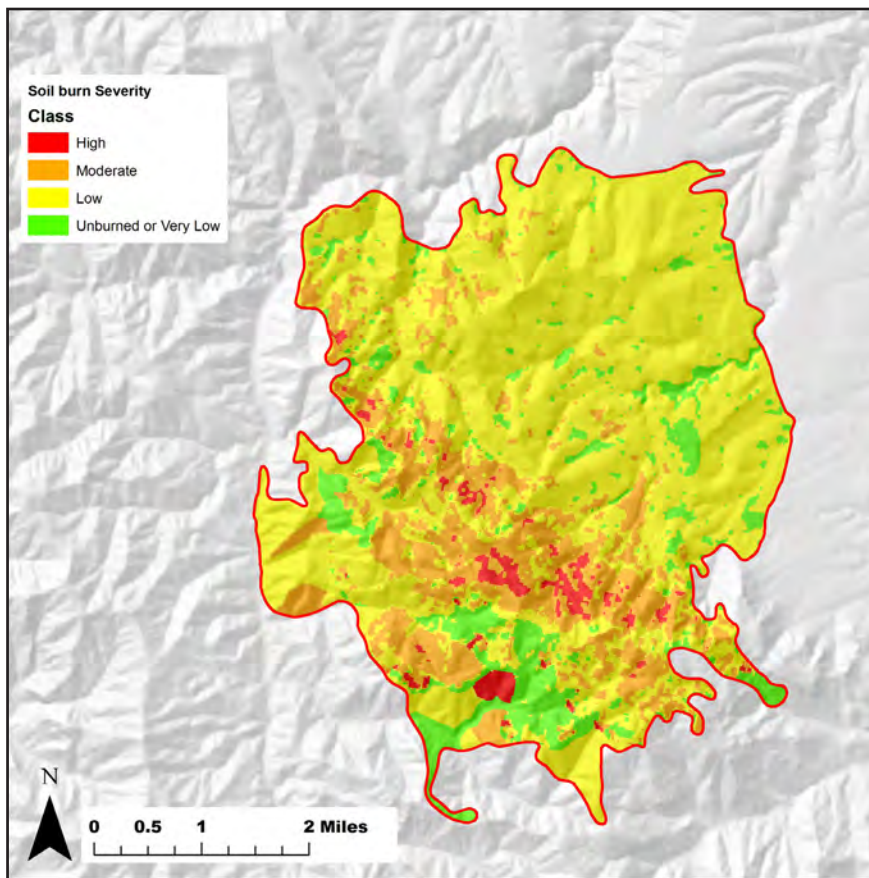 Soil burn Severity
Class
High
Moderate
Low
Unburned or Very Low
N
0 0.5 1 2 Miles